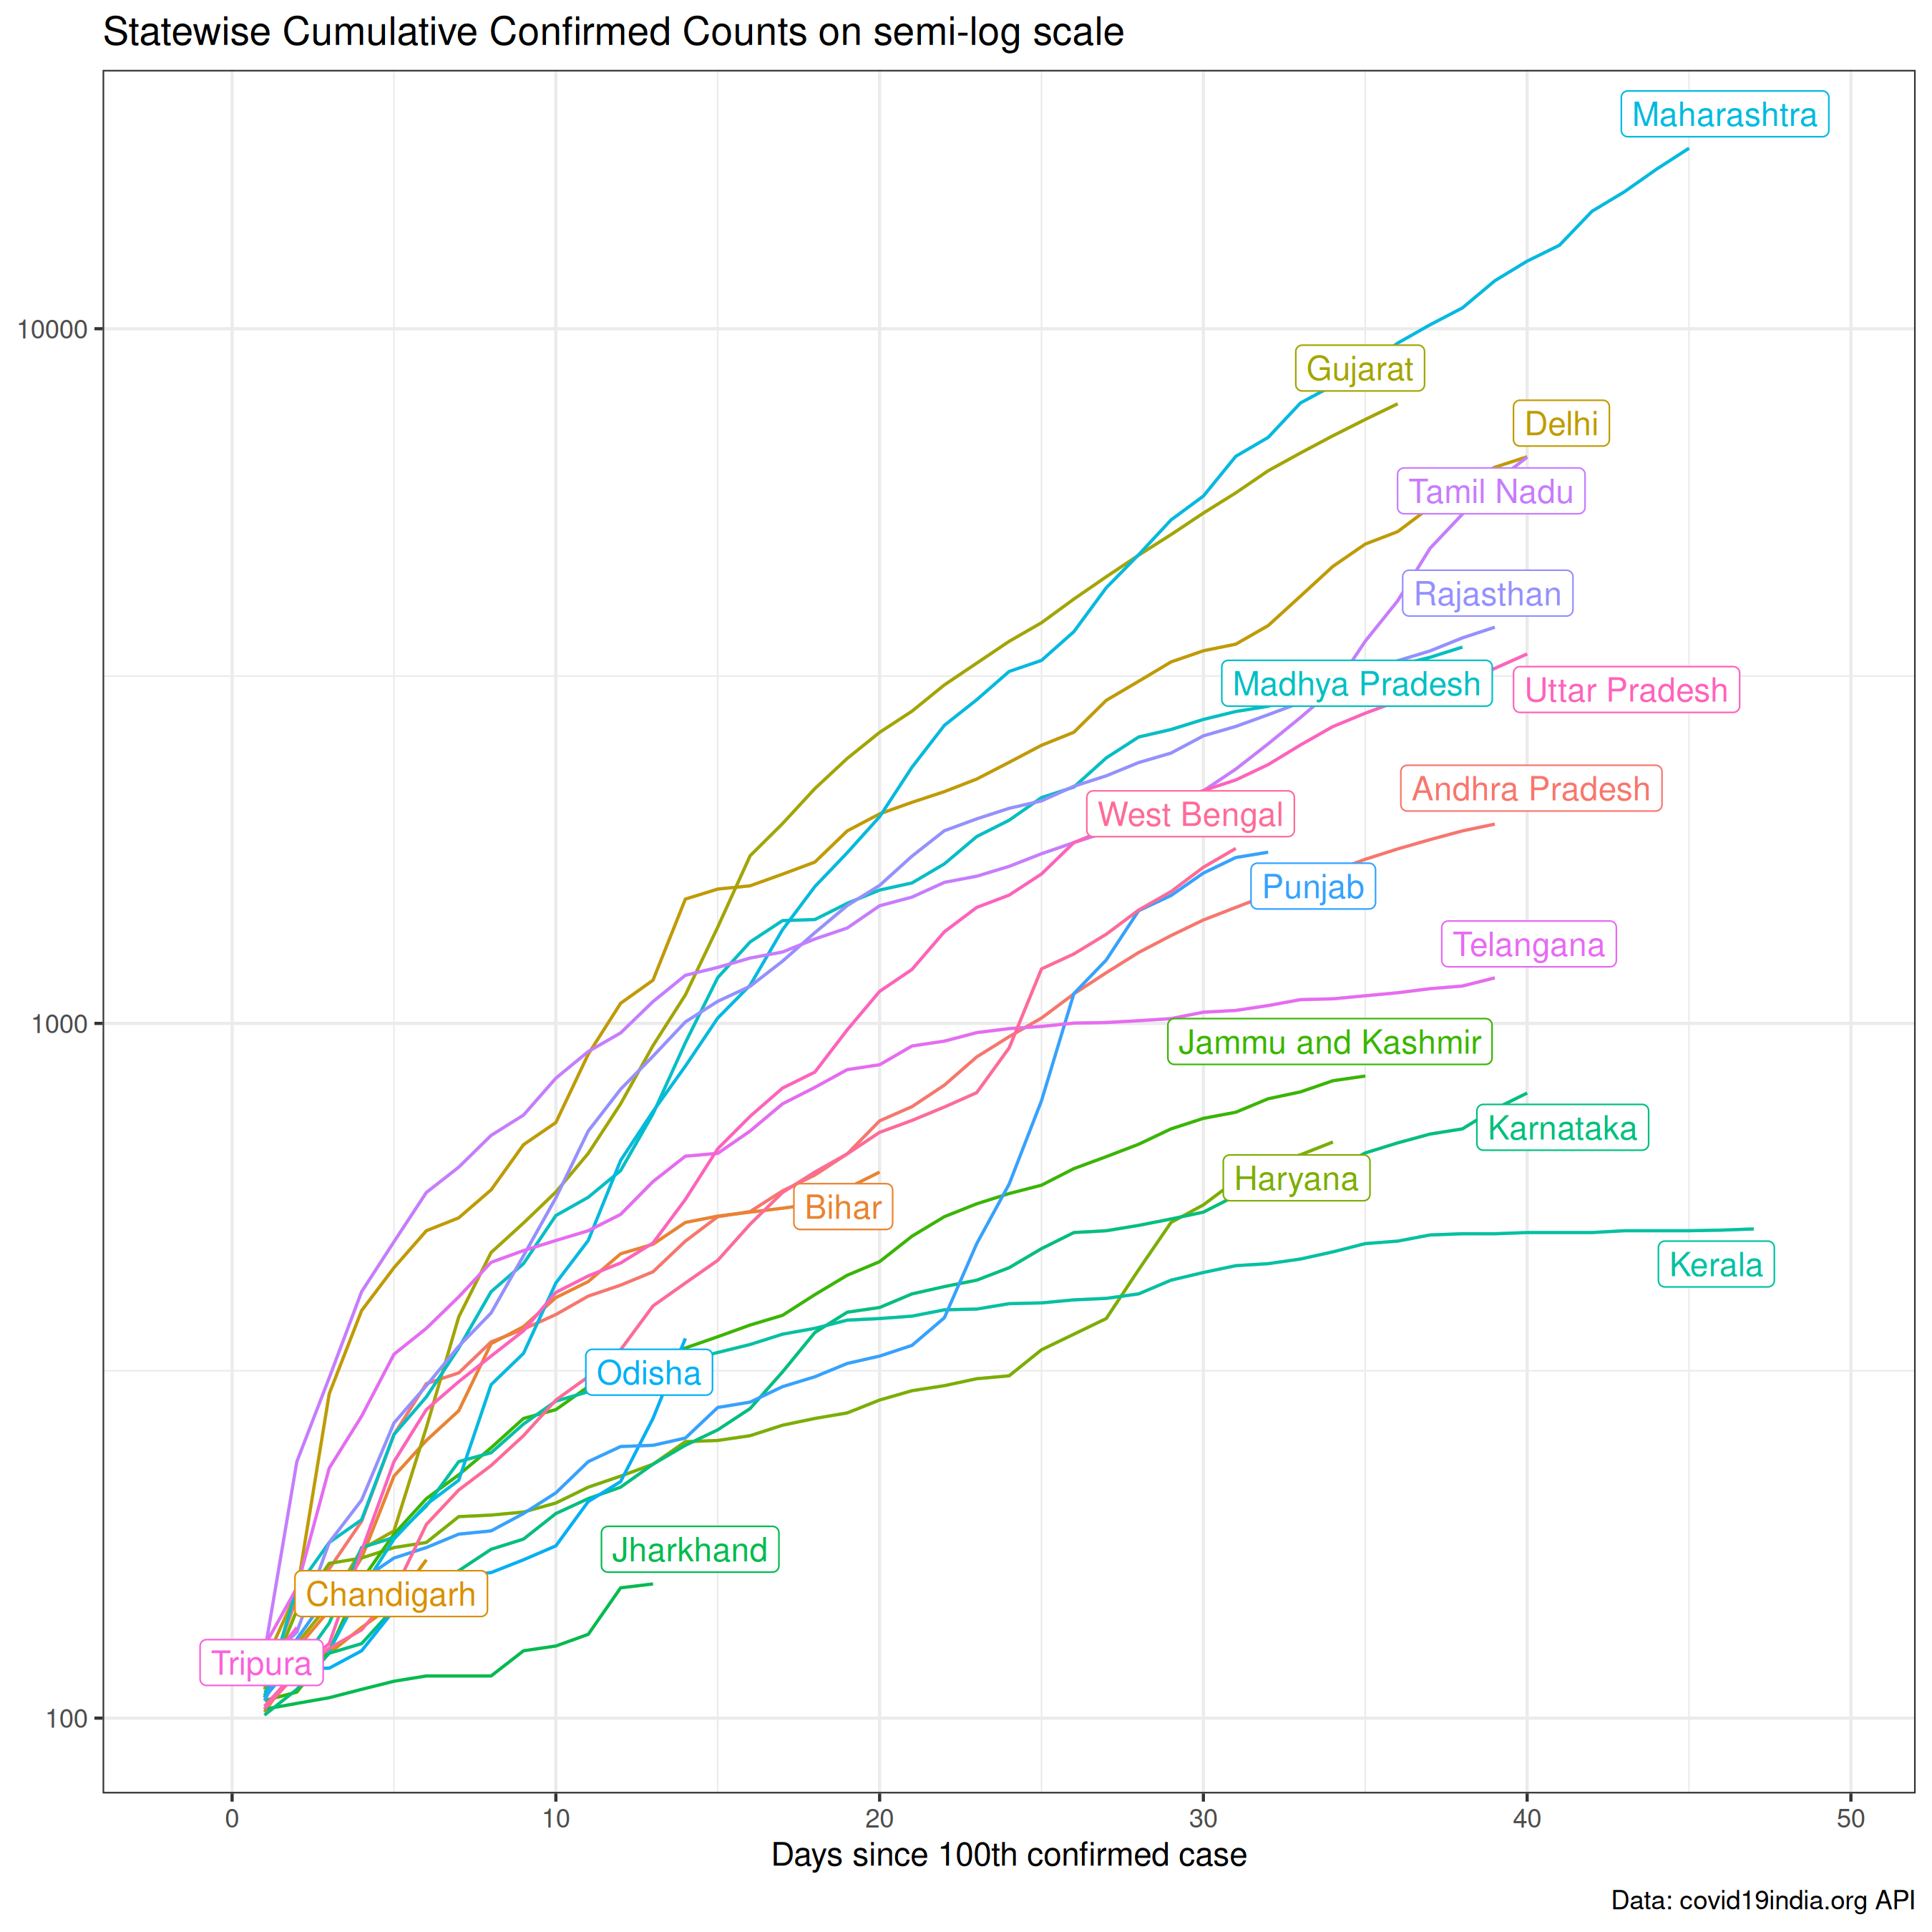 Statewise Cumulative Confirmed Counts on semi-log scale
Maharashtra
10000
Gujarat
Delhi
Tamil Nadu
Rajasthan
Madhya Pradesh
Uttar Pradesh
Andhra Pradesh
West Bengal
Punjab
Telangana
1000
Jammu and Kashmir
Karnataka
Haryana
Bihar
Kerala
Odisha
Jharkhand
Chandigarh
Tripura
100
0 10 20 30 40 50
Days since 100th confirmed case
Data: covid19india.org API